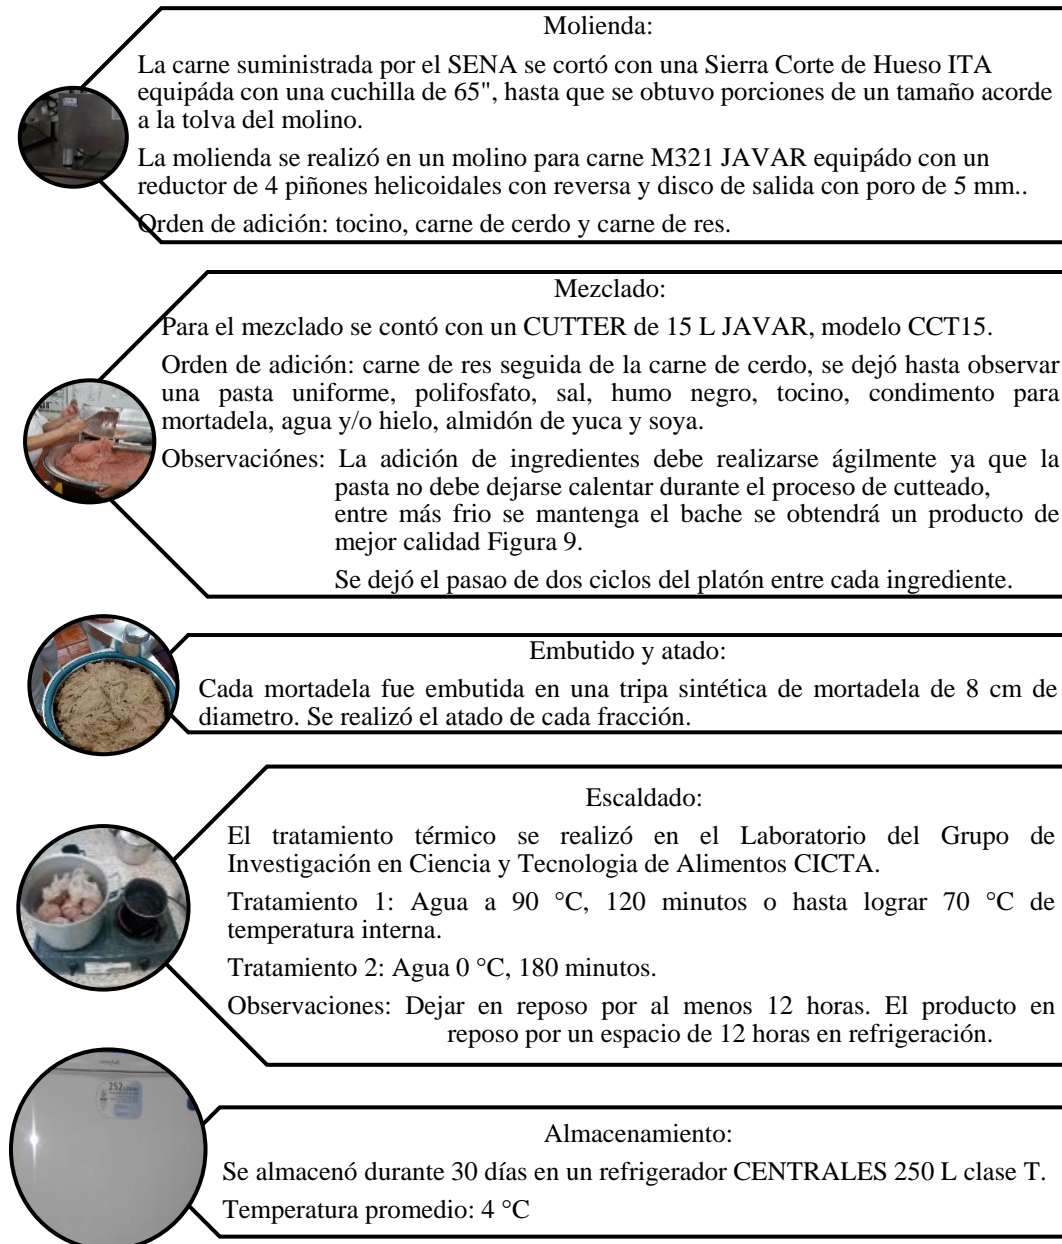 Molienda:
La carne suministrada por el SENA se cortó con una Sierra Corte de Hueso ITA
equipáda con una cuchilla de 65", hasta que se obtuvo porciones de un tamaño acorde
a la tolva del molino.
La molienda se realizó en un molino para carne M321 JAVAR equipádo con un
reductor de 4 piñones helicoidales con reversa y disco de salida con poro de 5 mm..
Orden de adición: tocino, carne de cerdo y carne de res.
Mezclado:
Para el mezclado se contó con un CUTTER de 15 L JAVAR, modelo CCT15.
Orden de adición: carne de res seguida de la carne de cerdo, se dejó hasta observar
una pasta uniforme, polifosfato, sal, humo negro, tocino, condimento para
mortadela, agua y/o hielo, almidón de yuca y soya.
Observaciónes: La adición de ingredientes debe realizarse ágilmente ya que la
pasta no debe dejarse calentar durante el proceso de cutteado,
entre más frio se mantenga el bache se obtendrá un producto de
mejor calidad Figura 9.
Se dejó el pasao de dos ciclos del platón entre cada ingrediente.
Embutido y atado:
Cada mortadela fue embutida en una tripa sintética de mortadela de 8 cm de
diametro. Se realizó el atado de cada fracción.
Escaldado:
El tratamiento térmico se realizó en el Laboratorio del Grupo de
Investigación en Ciencia y Tecnologia de Alimentos CICTA.
Tratamiento 1: Agua a 90 °C, 120 minutos o hasta lograr 70 °C de
temperatura interna.
Tratamiento 2: Agua 0 °C, 180 minutos.
Observaciones: Dejar en reposo por al menos 12 horas. El producto en
reposo por un espacio de 12 horas en refrigeración.
252
Almacenamiento:
Se almacenó durante 30 días en un refrigerador CENTRALES 250 L clase T.
Temperatura promedio: 4 °C